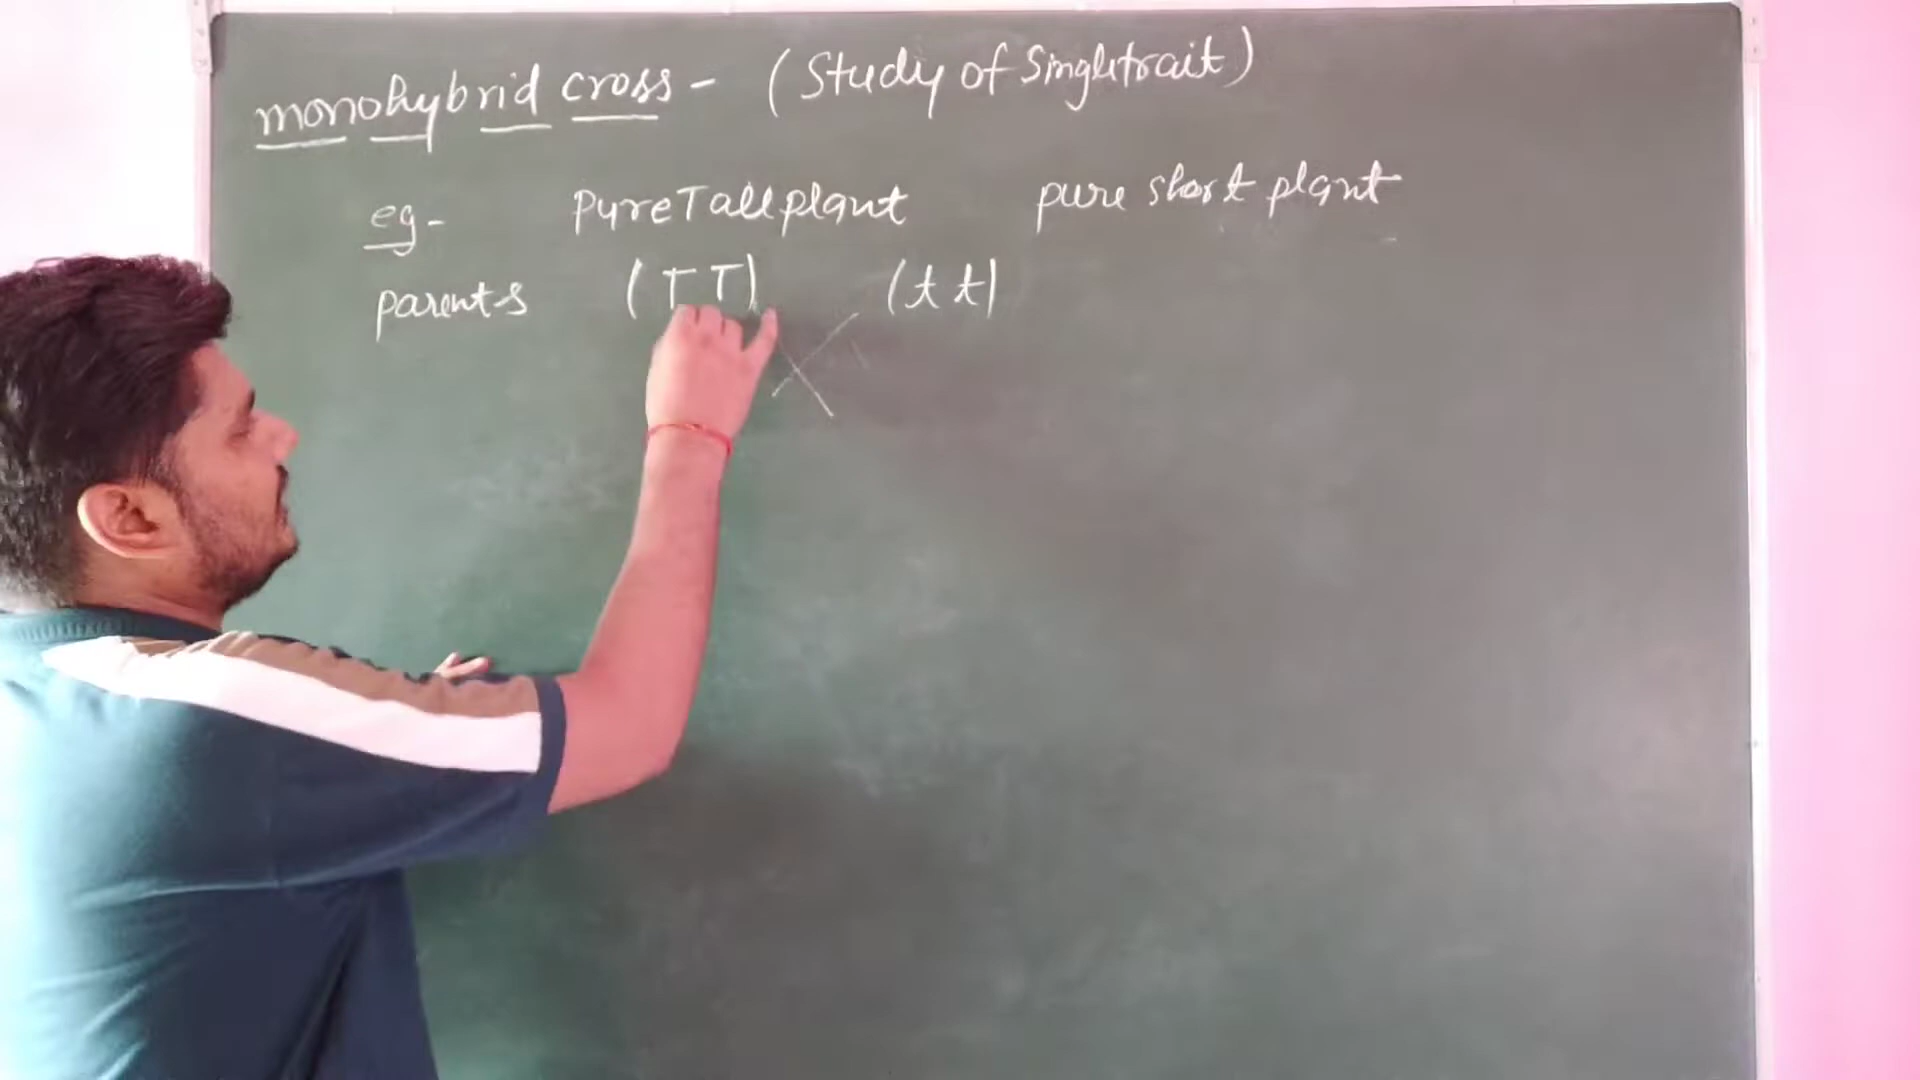 monohybrid cross - (Study of Singletrait)
eg- PureTallplant pure short plant
parents (TT) X (tt)